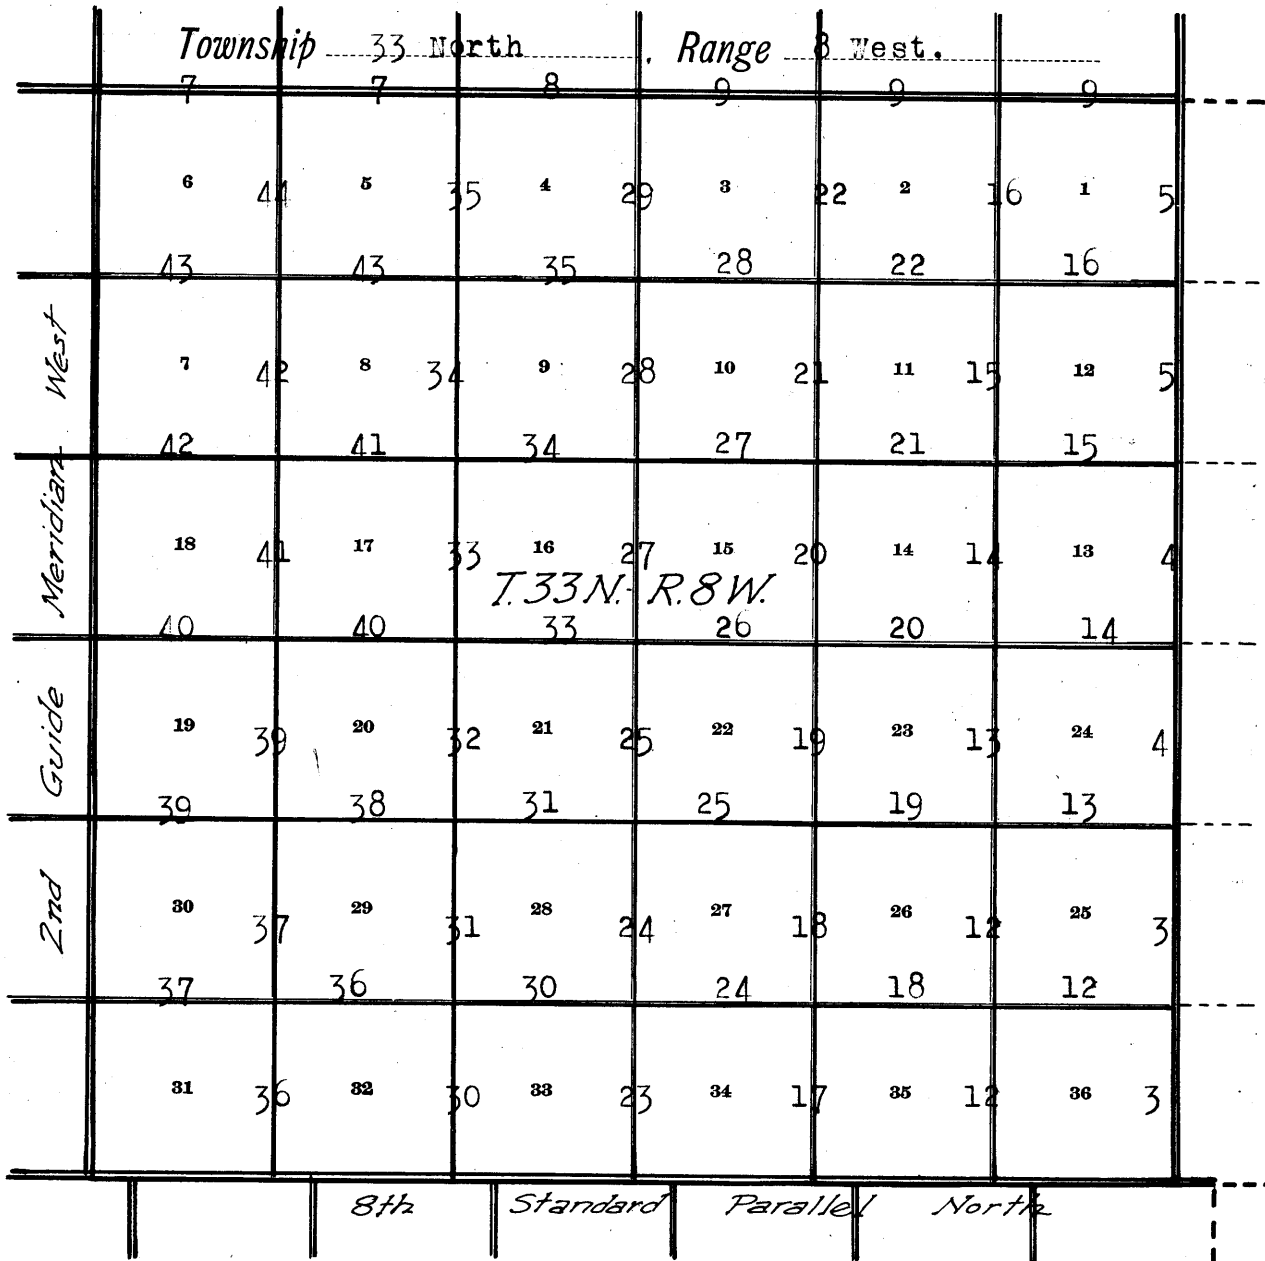 Township 33 North , Range 8 West.
7 7 8 9 9 9
6 44 5 35 4 29 3 22 2 16 1 5
43 43 35 28 22 16
7 42 8 34 9 28 10 21 11 15 12 5
42 41 34 27 21 15
18 41 17 33 16 27 15 20 14 14 13 4
T.33N.-R.8W.
40 40 33 26 20 14
19 39 20 32 21 25 22 19 23 13 24 4
39 38 31 25 19 13
30 37 29 31 28 24 27 18 26 12 25 3
37 36 30 24 18 12
31 36 32 30 33 23 34 17 35 12 36 3
2nd Guide Meridian West
8th Standard Parallel North